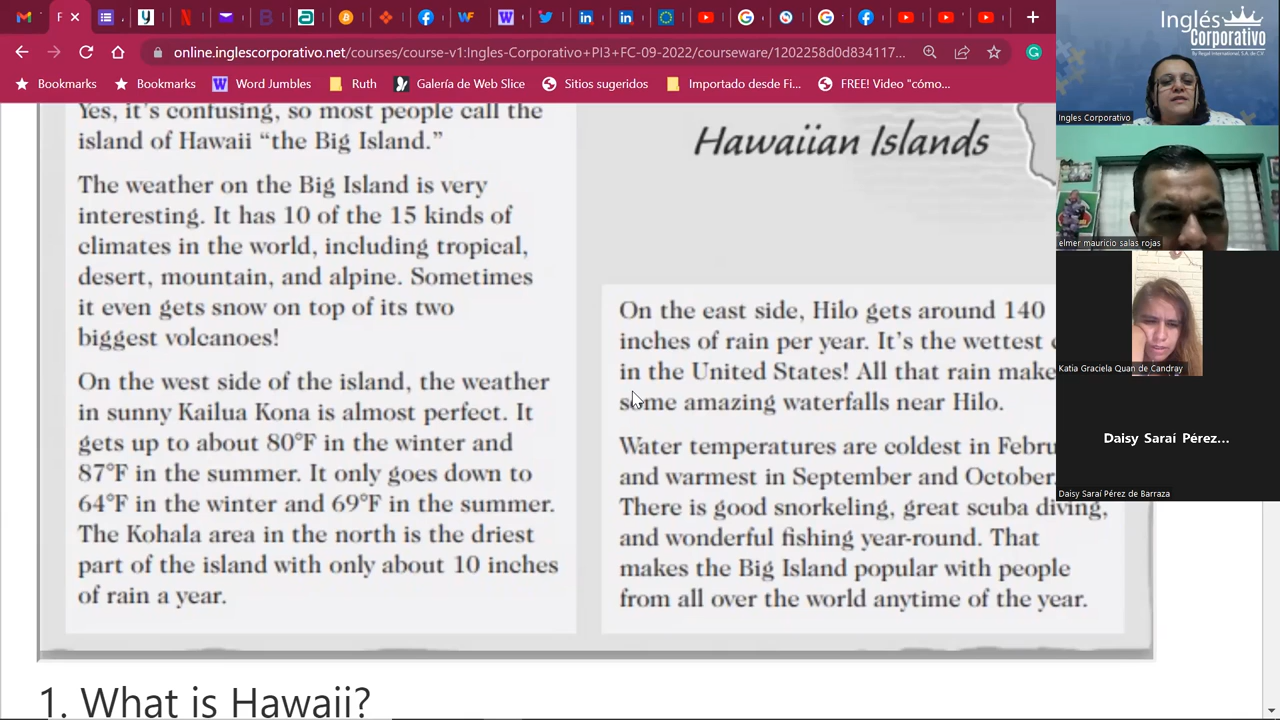 F
online.inglescorporativo.net/courses/course-v1:Ingles-Corporativo+PI3+FC-09-2022/courseware/1202258d0d834117...
Bookmarks
Bookmarks
Word Jumbles
Ruth
Galería de Web Slice
Sitios sugeridos
Importado desde Fi...
FREE! Video "cómo...
Yes, it's confusing, so most people call the
island of Hawaii “the Big Island.”
The weather on the Big Island is very
interesting. It has 10 of the 15 kinds of
climates in the world, including tropical,
desert, mountain, and alpine. Sometimes
it even gets snow on top of its two
biggest volcanoes!
On the west side of the island, the weather
in sunny Kailua Kona is almost perfect. It
gets up to about 80°F in the winter and
87°F in the summer. It only goes down to
64°F in the winter and 69°F in the summer.
The Kohala area in the north is the driest
part of the island with only about 10 inches
of rain a year.
Hawaiian Islands
On the east side, Hilo gets around 140
inches of rain per year. It's the wettest
in the United States! All that rain make
some amazing waterfalls near Hilo.
Water temperatures are coldest in Febru
and warmest in September and October.
There is good snorkeling, great scuba diving,
and wonderful fishing year-round. That
makes the Big Island popular with people
from all over the world anytime of the year.
1. What is Hawaii?
Inglés
Corporativo
By Regal International, S.A. de C.V.
Ingles Corporativo
elmer mauricio salas rojas
Katia Graciela Quan de Candray
Daisy Saraí Pérez...
Daisy Saraí Pérez de Barraza